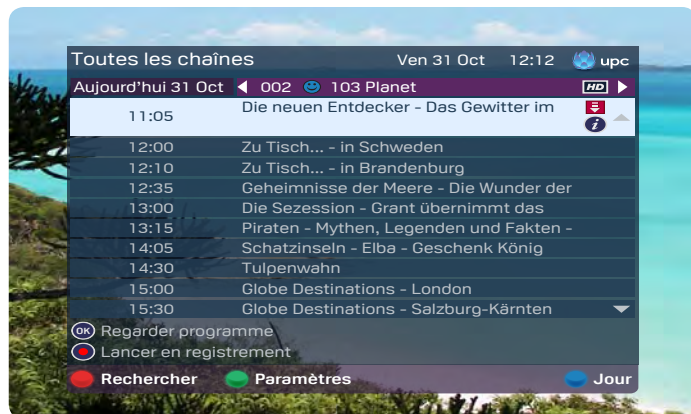 Toutes les chaînes Ven 31 Oct 12:12 upc
Aujourd'hui 31 Oct 002 103 Planet HD
11:05 Die neuen Entdecker - Das Gewitter im
i
12:00 Zu Tisch... - in Schweden
12:10 Zu Tisch... - in Brandenburg
12:35 Geheimnisse der Meere - Die Wunder der
13:00 Die Sezession - Grant übernimmt das
13:15 Piraten - Mythen, Legenden und Fakten -
14:05 Schatzinseln - Elba - Geschenk König
14:30 Tulpenwahn
15:00 Globe Destinations - London
15:30 Globe Destinations - Salzburg-Kärnten
OK Regarder programme
Lancer en registrement
Rechercher Paramètres Jour